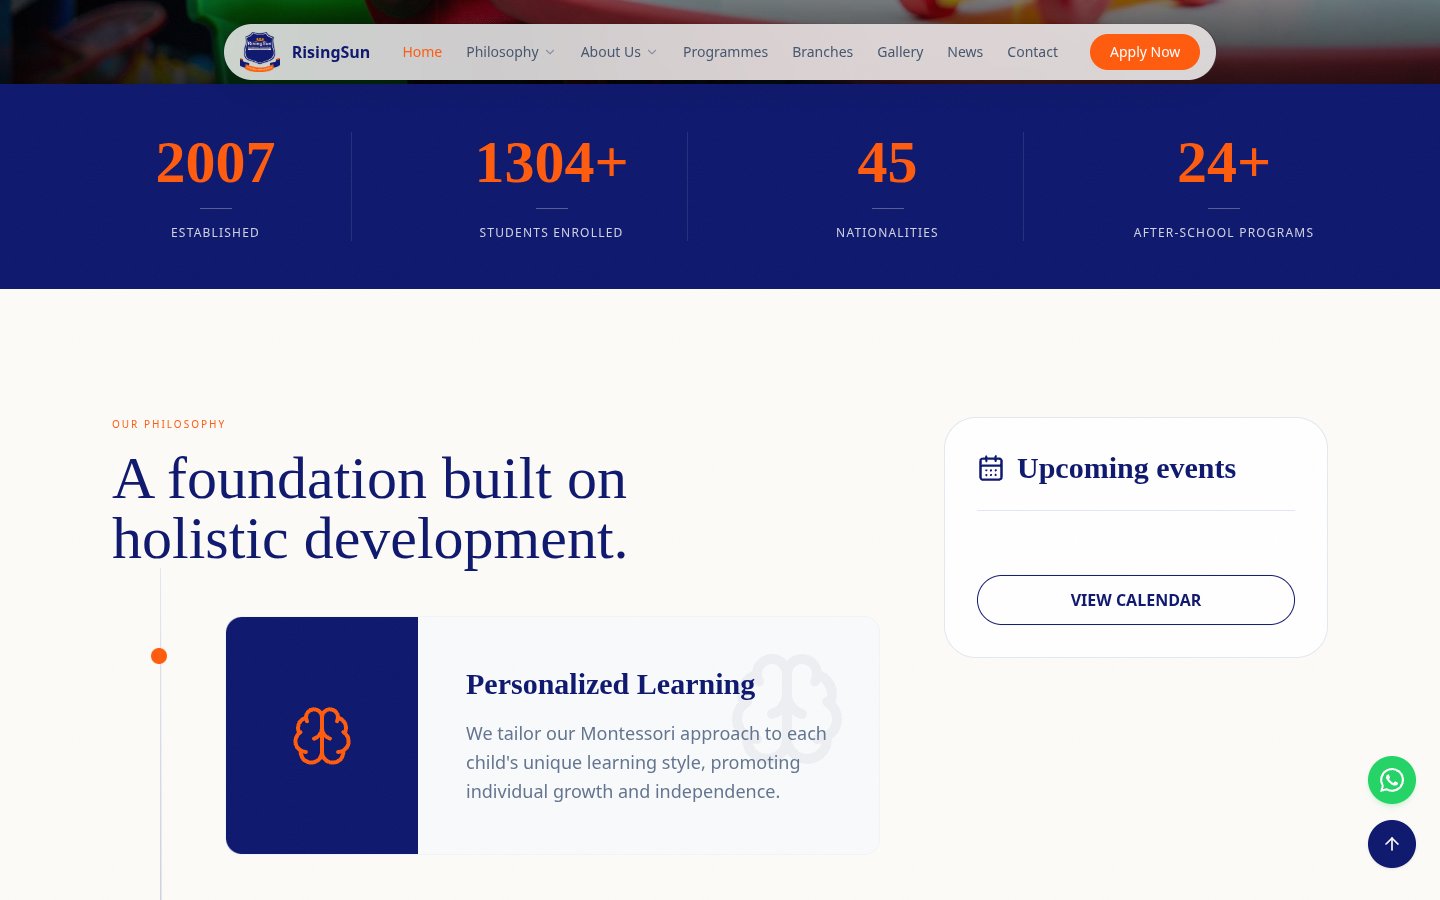 RisingSun
Home
Philosophy
About Us
Programmes
Branches
Gallery
News
Contact
Apply Now
2007
ESTABLISHED
1304+
STUDENTS ENROLLED
45
NATIONALITIES
24+
AFTER-SCHOOL PROGRAMS
OUR PHILOSOPHY
A foundation built on
holistic development.
Personalized Learning
We tailor our Montessori approach to each
child's unique learning style, promoting
individual growth and independence.
Upcoming events
VIEW CALENDAR